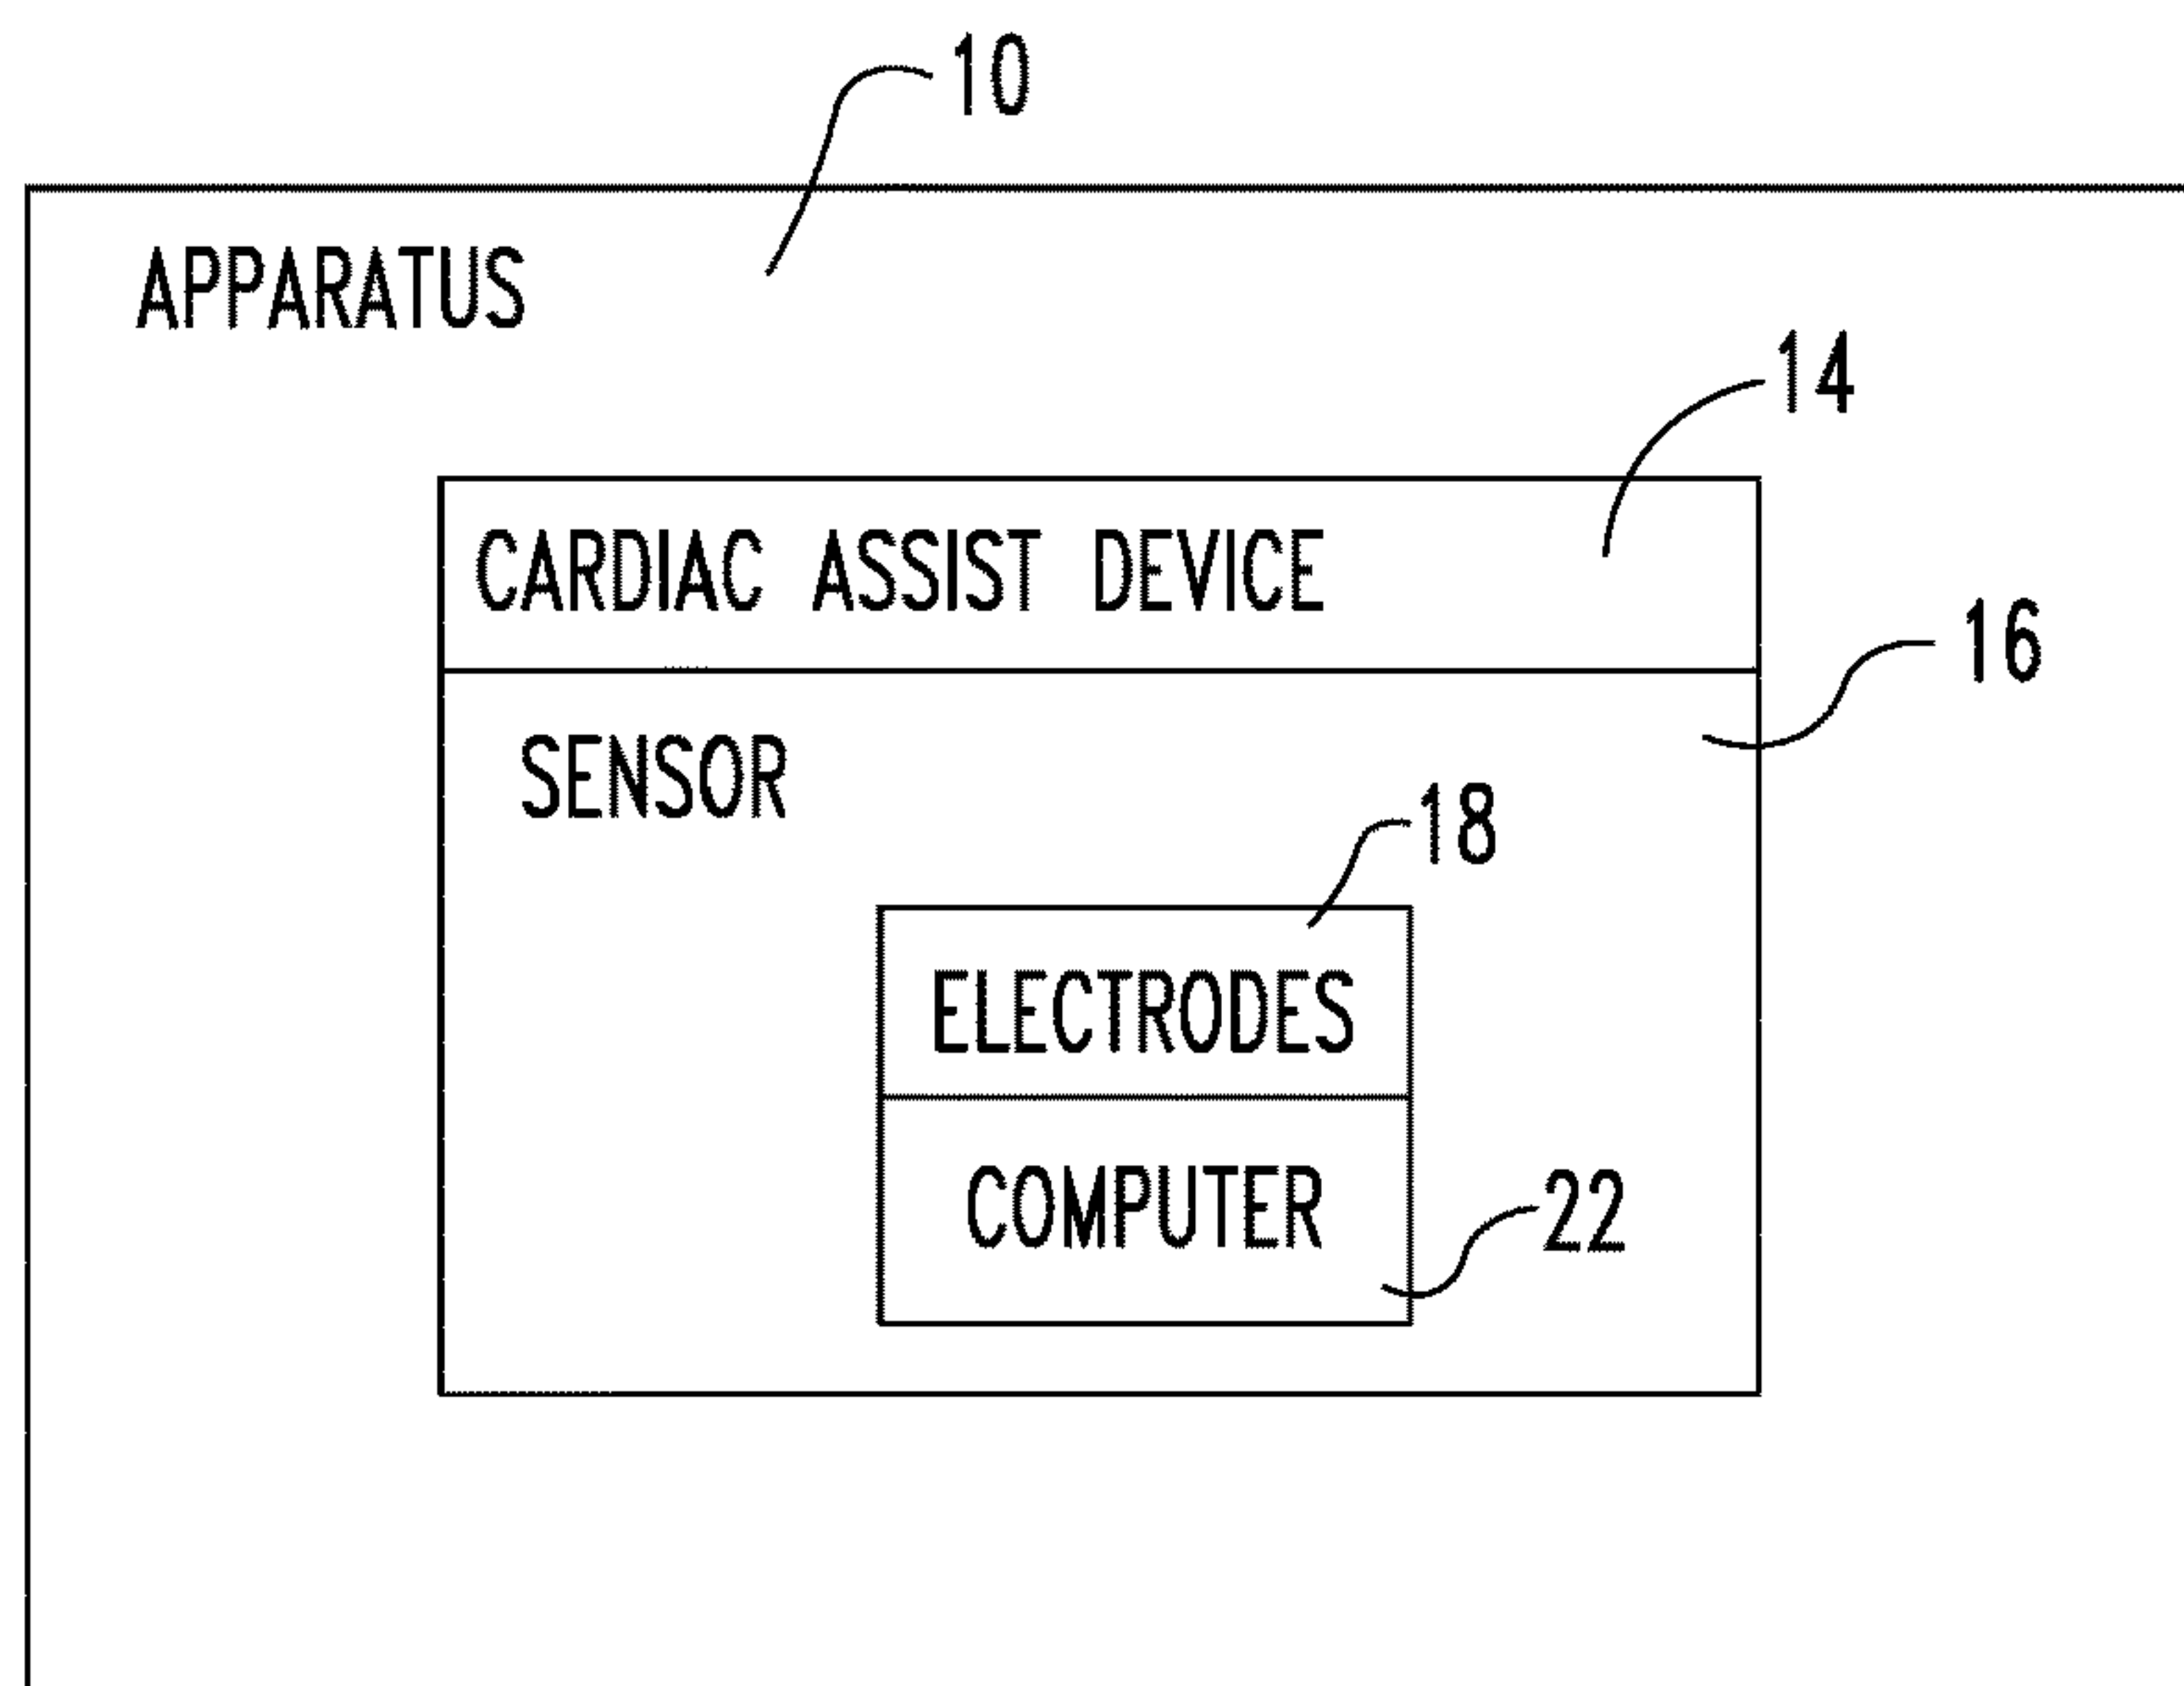 10
APPARATUS
14
CARDIAC ASSIST DEVICE
16
SENSOR
18
ELECTRODES
COMPUTER
22